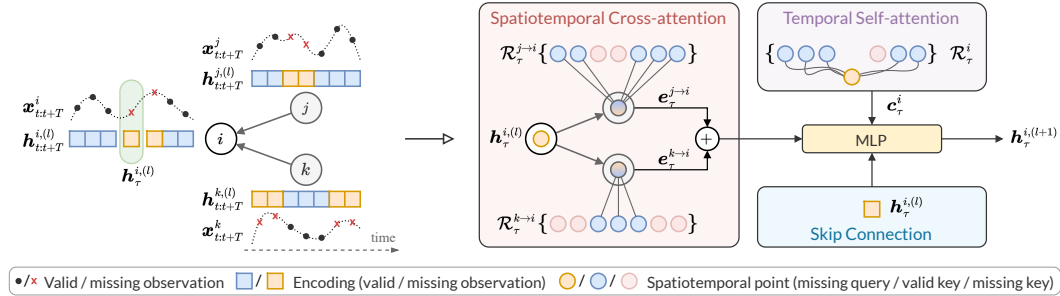 Spatiotemporal Cross-attention
Temporal Self-attention
x^j_{t:t+T}
h^{j,(l)}_{t:t+T}
x^i_{t:t+T}
h^{i,(l)}_{t:t+T}
h^{i,(l)}_τ
i
j
k
h^{k,(l)}_{t:t+T}
x^k_{t:t+T}
time
R^{j→i}_τ { }
h^{i,(l)}_τ
e^{j→i}_τ
e^{k→i}_τ
+
R^{k→i}_τ { }
{ } R^i_τ
c^i_τ
MLP
h^{i,(l+1)}_τ
h^{i,(l)}_τ
Skip Connection
•/x Valid / missing observation
/ Encoding (valid / missing observation)
/ / Spatiotemporal point (missing query / valid key / missing key)